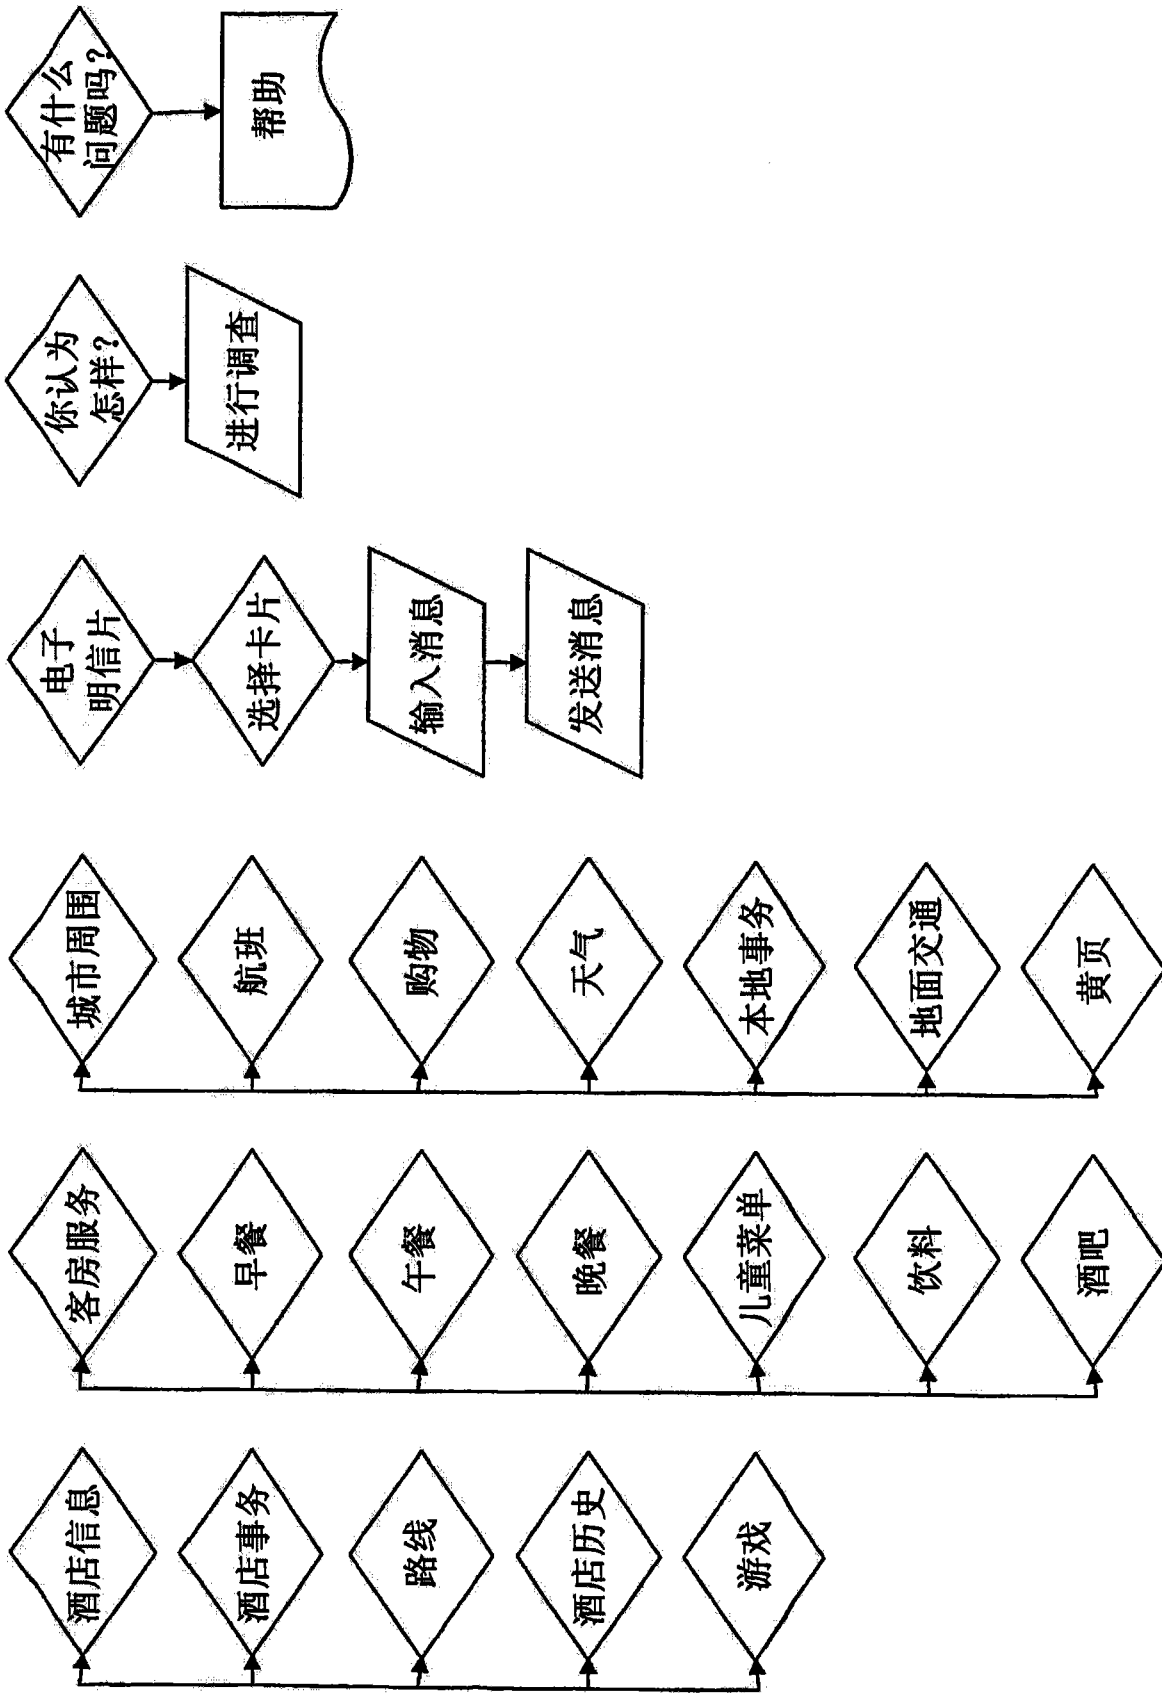 酒店信息
酒店事务
路线
酒店历史
游戏
客房服务
早餐
午餐
晚餐
儿童菜单
饮料
酒吧
城市周围
航班
购物
天气
本地事务
地面交通
黄页
电子
明信片
选择卡片
输入消息
发送消息
你认为
怎样?
进行调查
有什么
问题吗?
帮助